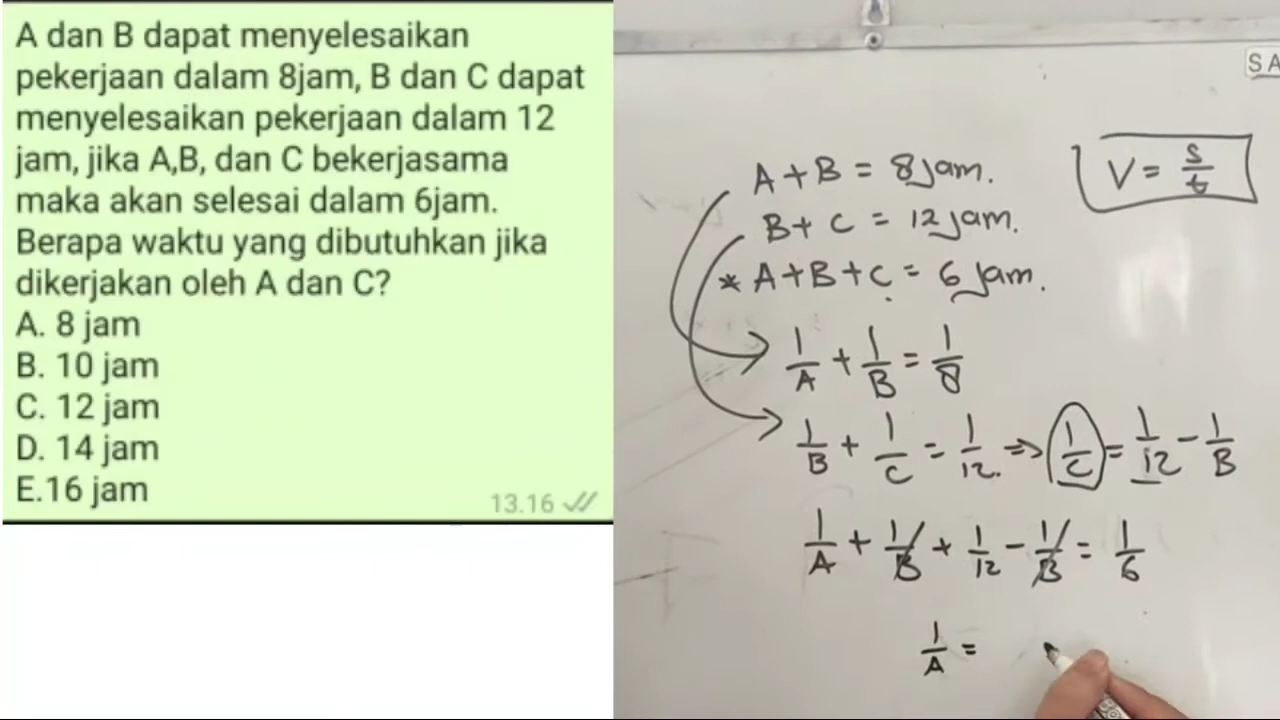 A dan B dapat menyelesaikan
pekerjaan dalam 8jam, B dan C dapat
menyelesaikan pekerjaan dalam 12
jam, jika A,B, dan C bekerjasama
maka akan selesai dalam 6jam.
Berapa waktu yang dibutuhkan jika
dikerjakan oleh A dan C?
A. 8 jam
B. 10 jam
C. 12 jam
D. 14 jam
E.16 jam
13.16
SA
V = s/t
A + B = 8 jam.
B + C = 12 jam.
* A + B + C = 6 jam.
1/A + 1/B = 1/8
1/B + 1/C = 1/12. ⇒ 1/C = 1/12 - 1/B
1/A + 1/B + 1/12 - 1/B = 1/6
1/A =